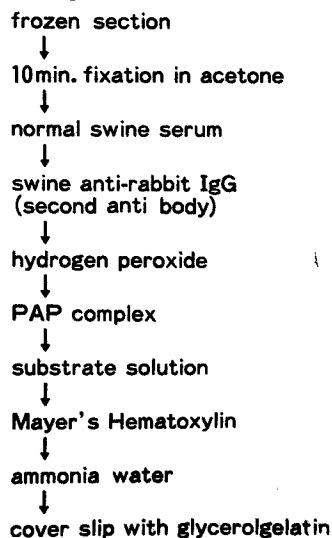 frozen section
10min. fixation in acetone
normal swine serum
swine anti-rabbit IgG
(second anti body)
hydrogen peroxide
PAP complex
substrate solution
Mayer's Hematoxylin
ammonia water
cover slip with glycerolgelatin